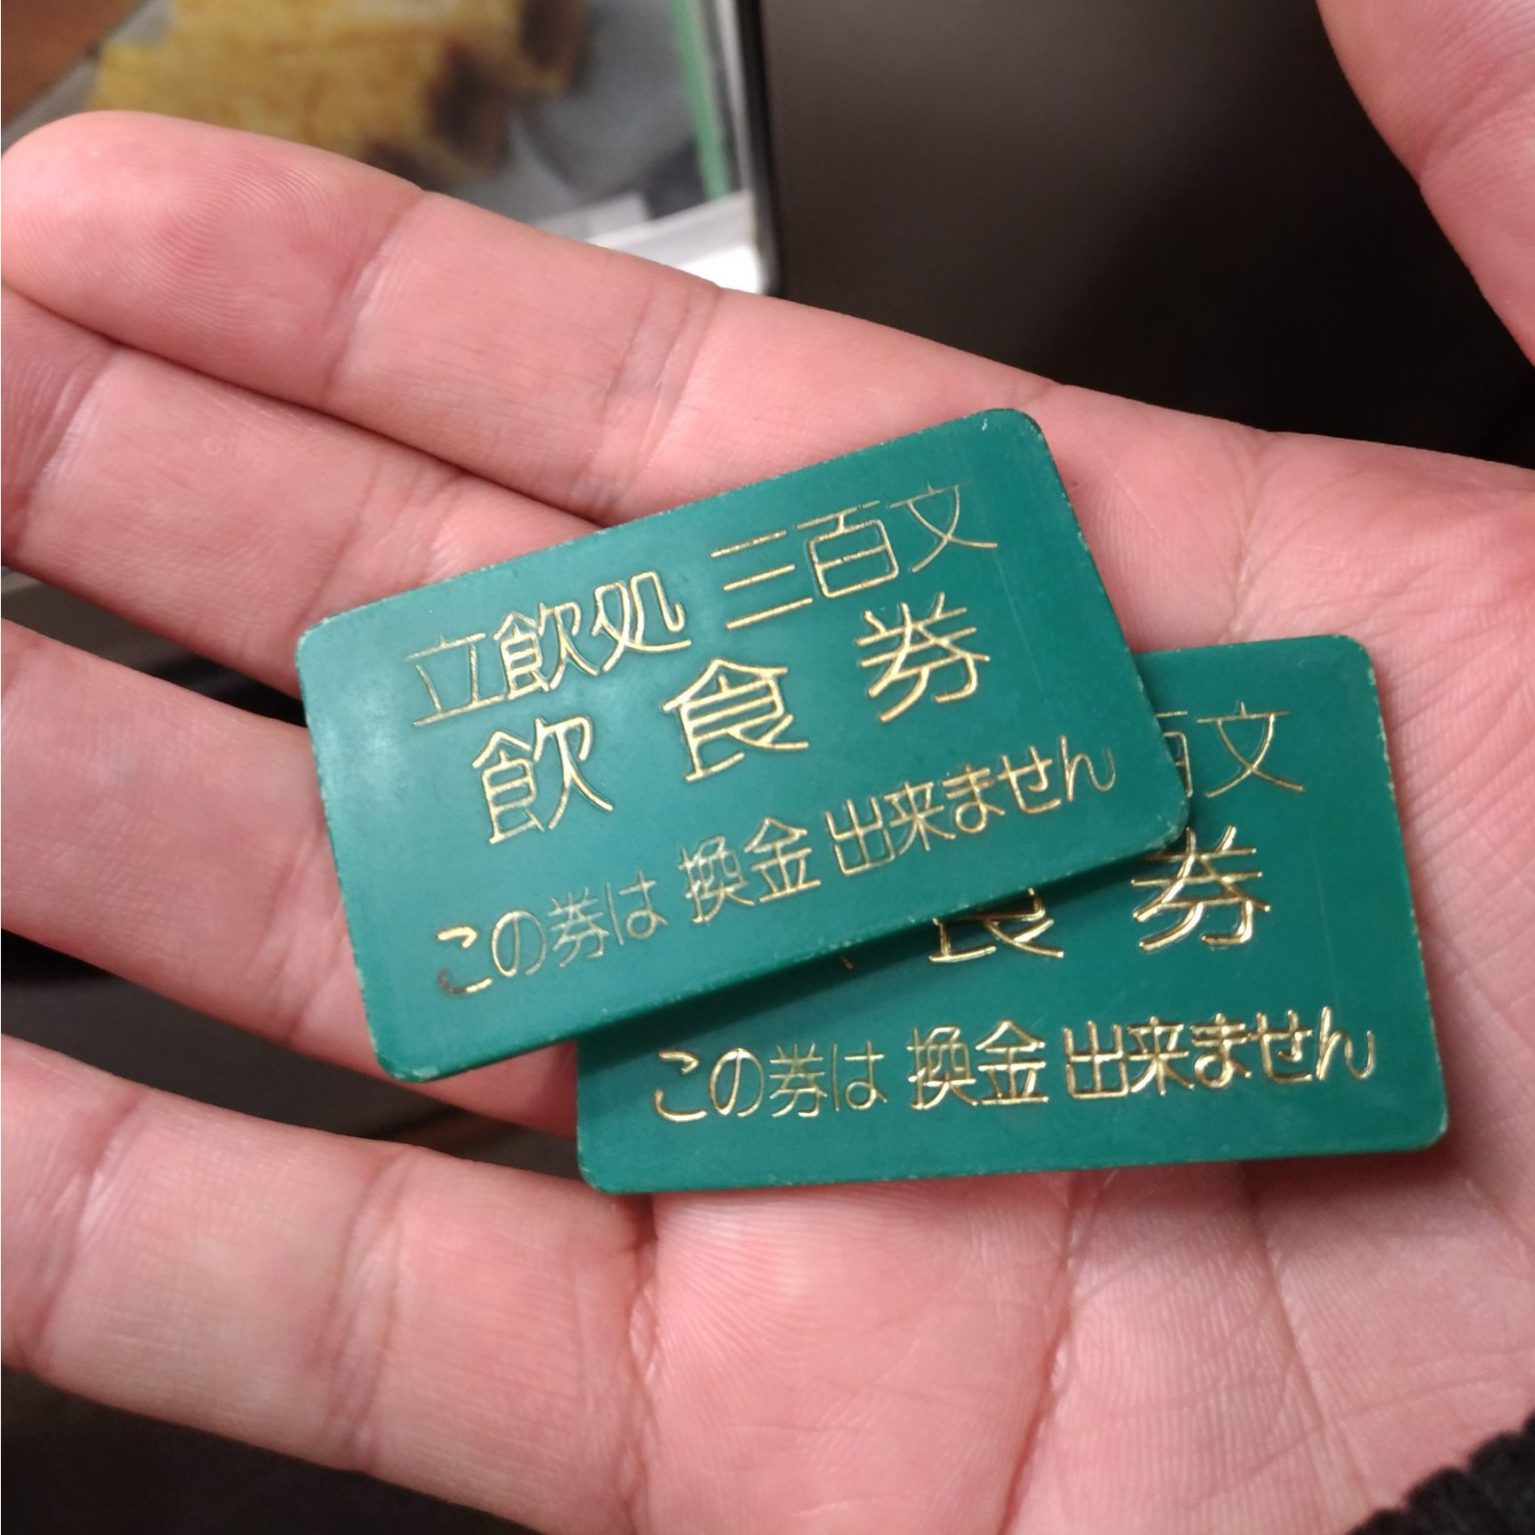 立飲処 三百文
飲食券
この券は 換金 出来ません
百文
食券
この券は 換金 出来ません